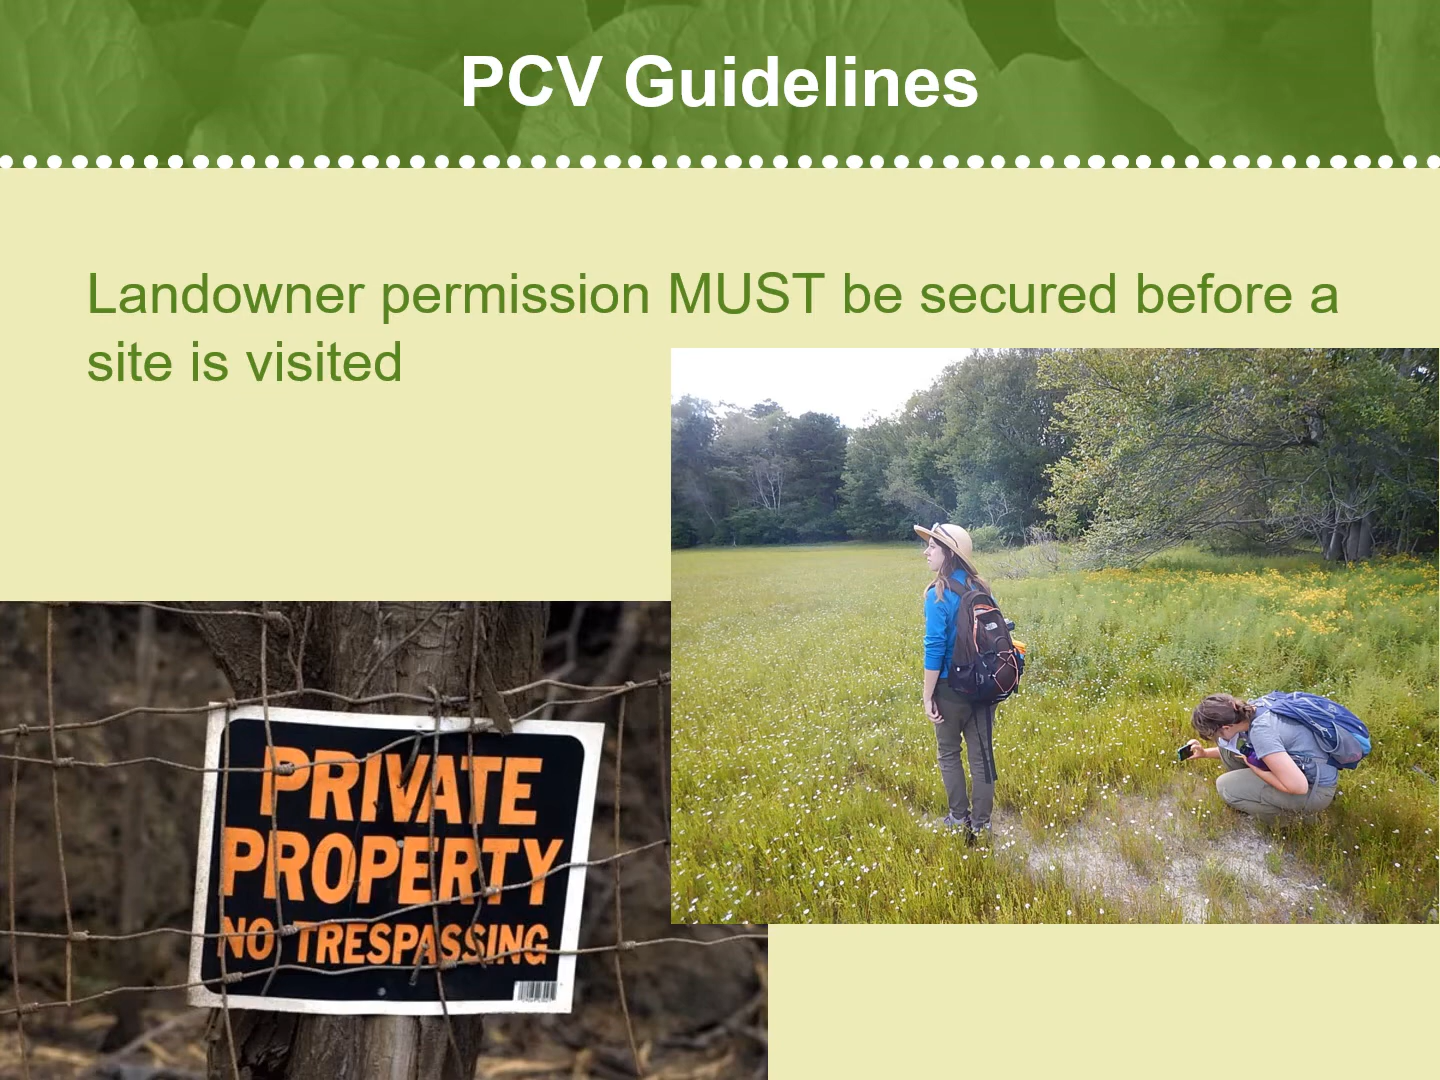 PCV Guidelines
Landowner permission MUST be secured before a
site is visited
PRIVATE
PROPERTY
NO TRESPASSING